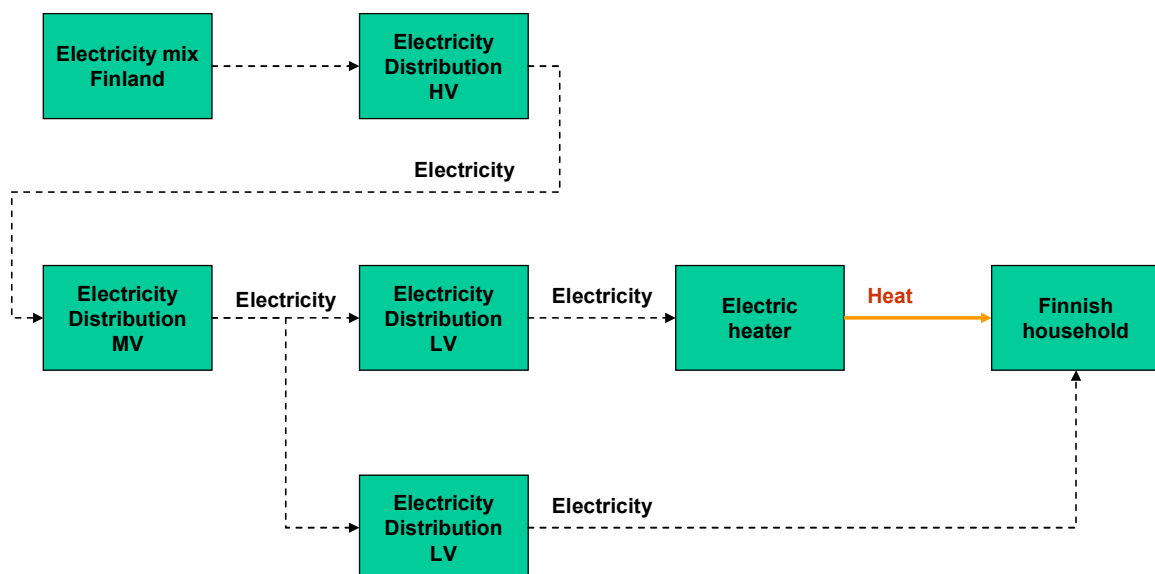 Electricity mix
Finland
Electricity
Distribution
HV
Electricity
Electricity
Distribution
MV
Electricity
Electricity
Distribution
LV
Electricity
Electric
heater
Heat
Finnish
household
Electricity
Distribution
LV
Electricity